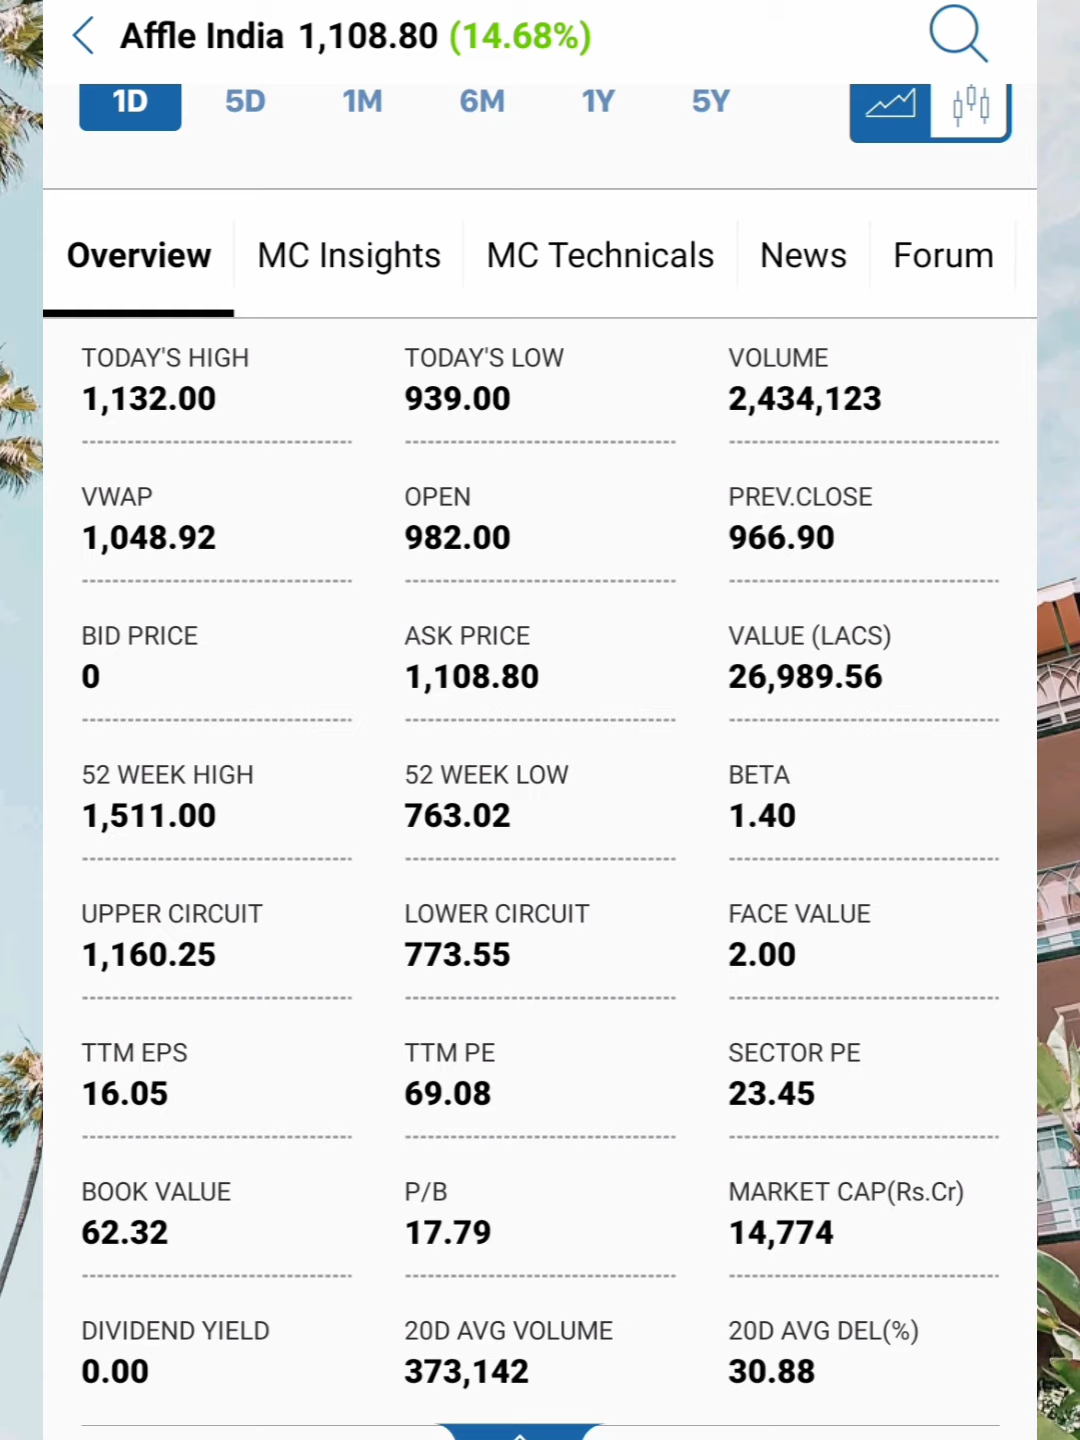 Affle India 1,108.80 (14.68%)
1D 5D 1M 6M 1Y 5Y
Overview MC Insights MC Technicals News Forum
TODAY'S HIGH TODAY'S LOW VOLUME
1,132.00 939.00 2,434,123
VWAP OPEN PREV.CLOSE
1,048.92 982.00 966.90
BID PRICE ASK PRICE VALUE (LACS)
0 1,108.80 26,989.56
52 WEEK HIGH 52 WEEK LOW BETA
1,511.00 763.02 1.40
UPPER CIRCUIT LOWER CIRCUIT FACE VALUE
1,160.25 773.55 2.00
TTM EPS TTM PE SECTOR PE
16.05 69.08 23.45
BOOK VALUE P/B MARKET CAP(Rs.Cr)
62.32 17.79 14,774
DIVIDEND YIELD 20D AVG VOLUME 20D AVG DEL(%)
0.00 373,142 30.88